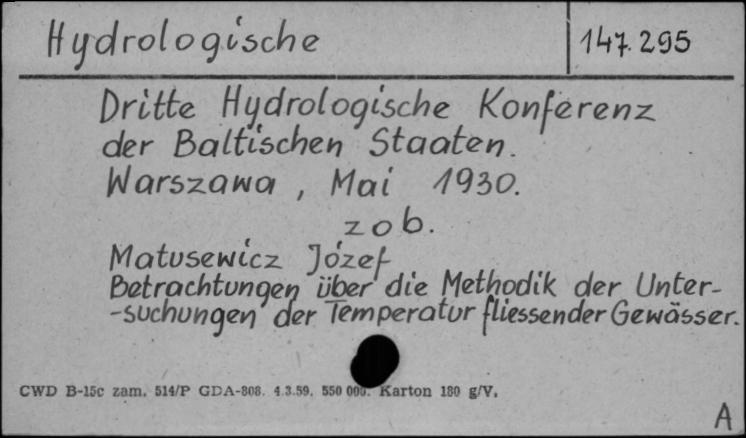 Hydrologische
147.295
Dritte Hydrologische Konferenz
der Baltischen Staaten.
Warszawa, Mai 1930.
zob.
Matusewicz Józef
Betrachtungen über die Methodik der Unter-
-suchungen der Temperatur fliessender Gewässer.
CWD B-15c zam. 514/P GDA-808. 4.3.59. 550 000. Karton 180 g/V.
A